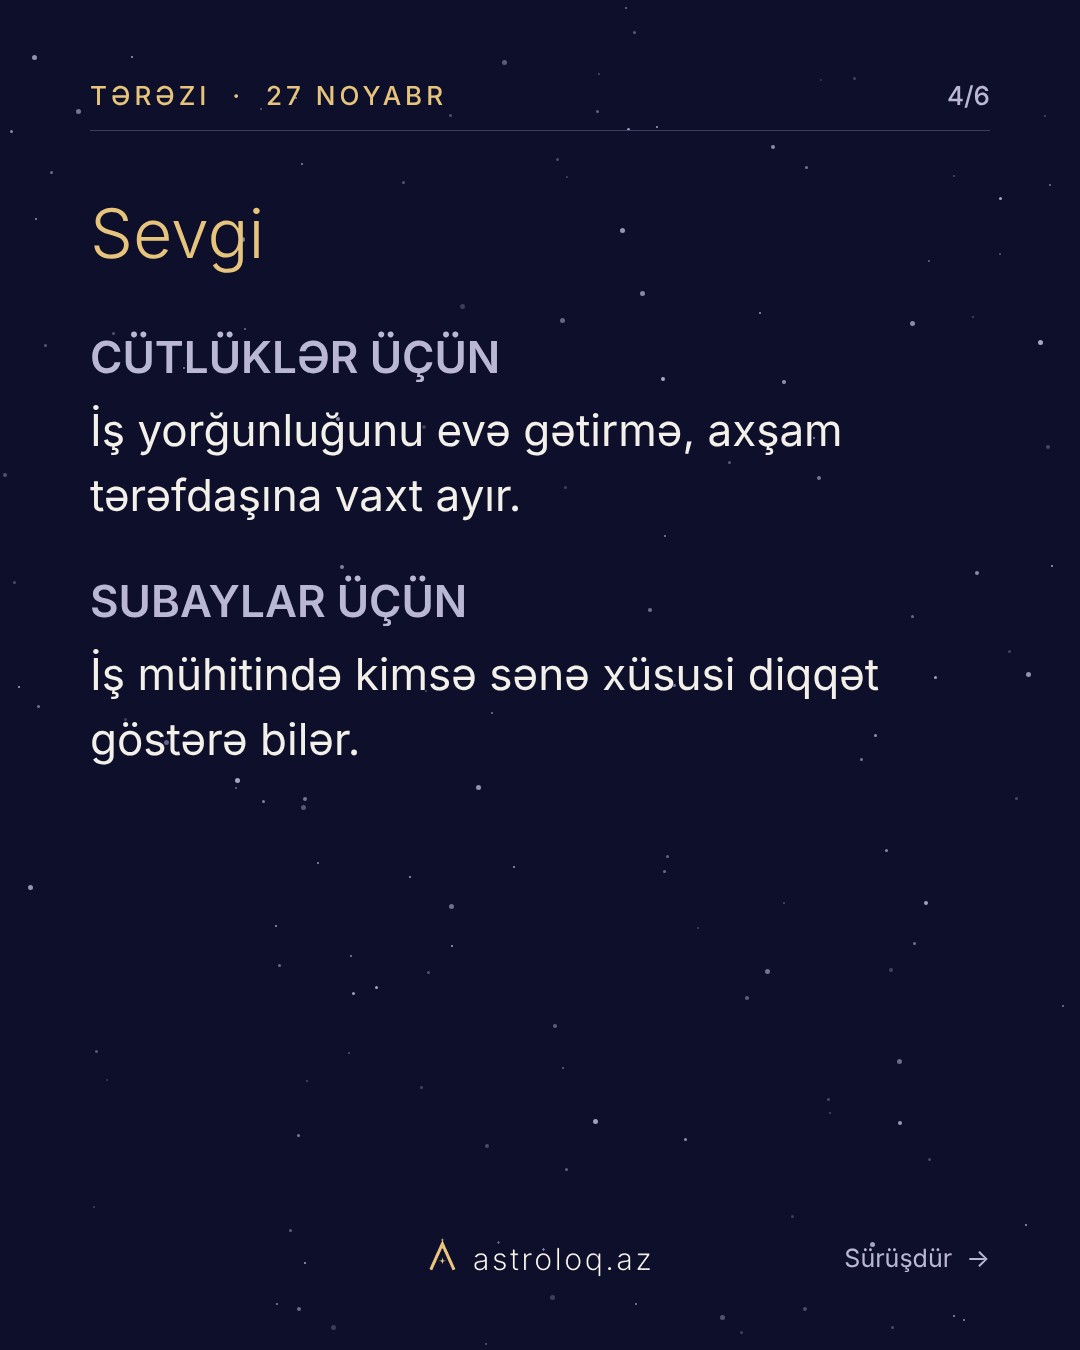 TƏRƏZİ · 27 NOYABR
4/6
Sevgi
CÜTLÜKLƏR ÜÇÜN
İş yorğunluğunu evə gətirmə, axşam
tərəfdaşına vaxt ayır.
SUBAYLAR ÜÇÜN
İş mühitində kimsə sənə xüsusi diqqət
göstərə bilər.
astroloq.az
Sürüşdür →